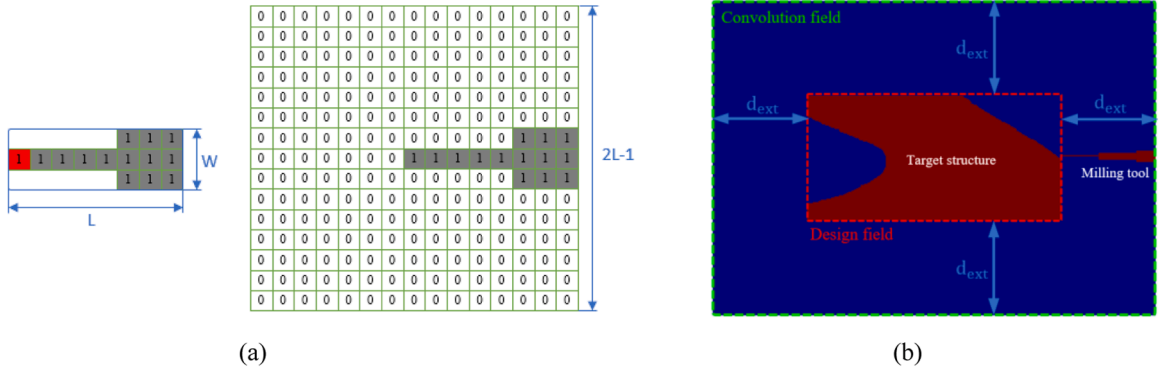 1 1 1
1 1 1 1 1 1 1 1
1 1 1
W
L
0 0 0 0 0 0 0 0 0 0 0 0 0 0 0
0 0 0 0 0 0 0 0 0 0 0 0 0 0 0
0 0 0 0 0 0 0 0 0 0 0 0 0 0 0
0 0 0 0 0 0 0 0 0 0 0 0 0 0 0
0 0 0 0 0 0 0 0 0 0 0 0 0 0 0
0 0 0 0 0 0 0 0 0 0 0 0 0 0 0
0 0 0 0 0 0 0 0 0 0 0 0 1 1 1
0 0 0 0 0 0 0 1 1 1 1 1 1 1 1
0 0 0 0 0 0 0 0 0 0 0 0 1 1 1
0 0 0 0 0 0 0 0 0 0 0 0 0 0 0
0 0 0 0 0 0 0 0 0 0 0 0 0 0 0
0 0 0 0 0 0 0 0 0 0 0 0 0 0 0
0 0 0 0 0 0 0 0 0 0 0 0 0 0 0
0 0 0 0 0 0 0 0 0 0 0 0 0 0 0
0 0 0 0 0 0 0 0 0 0 0 0 0 0 0
2L-1
(a)
Convolution field
dext
dext
dext
Target structure
Milling tool
Design field
dext
(b)